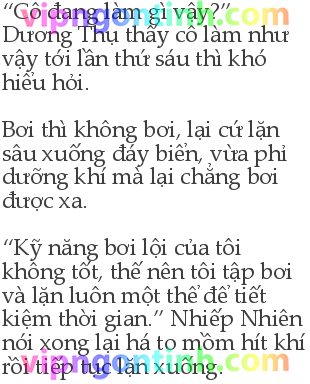 “Cô đang làm gì vậy?”
Dương Thụ thấy cô làm như
vậy tới lần thứ sáu thì khó
hiểu hỏi.
Bơi thì không bơi, lại cứ lặn
sâu xuống đáy biển, vừa phỉ
dưỡng khí mà lại chẳng bơi
được xa.
“Kỹ năng bơi lội của tôi
không tốt, thế nên tôi tập bơi
và lặn luôn một thể để tiết
kiệm thời gian.” Nhiếp Nhiên
nói xong lại há to mồm hít khí
rồi tiếp tục lặn xuống.
vipngontinh.com
vipngontinh.com